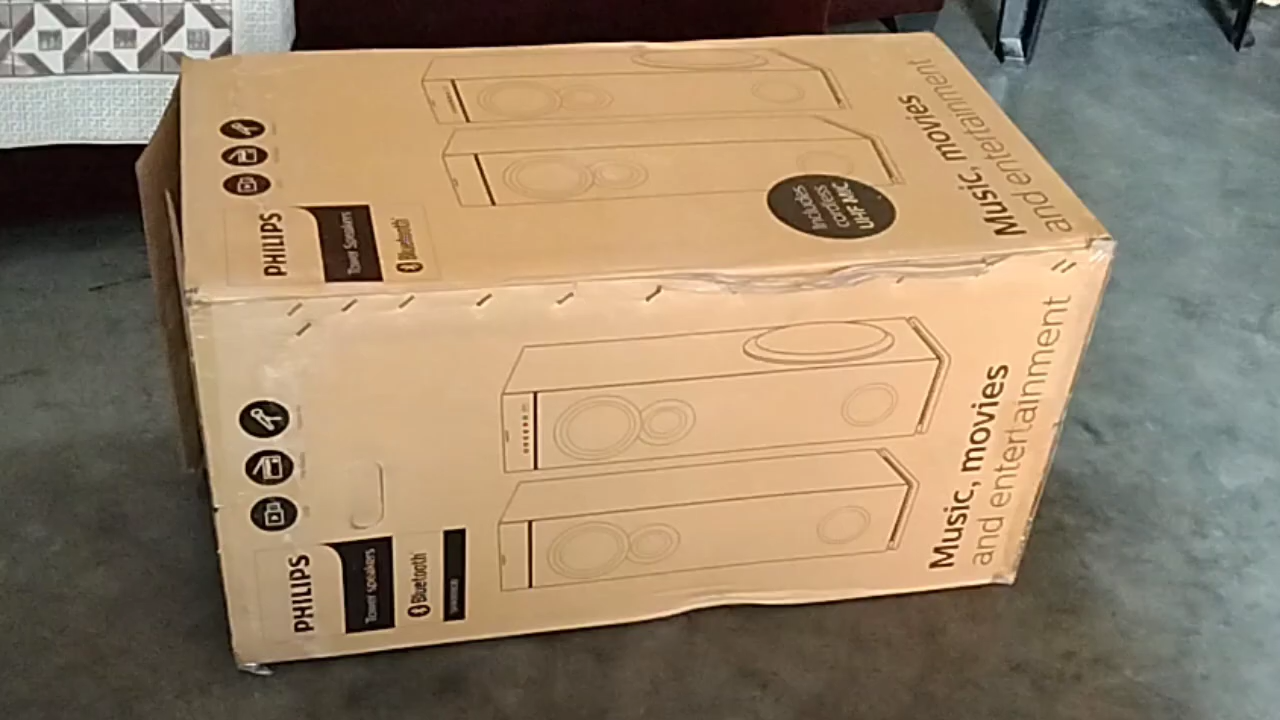 PHILIPS
Tower Speakers
Bluetooth
Includes
cordless
UHF MIC
Music, movies
and entertainment
PHILIPS
Tower speakers
Bluetooth
Music, movies
and entertainment